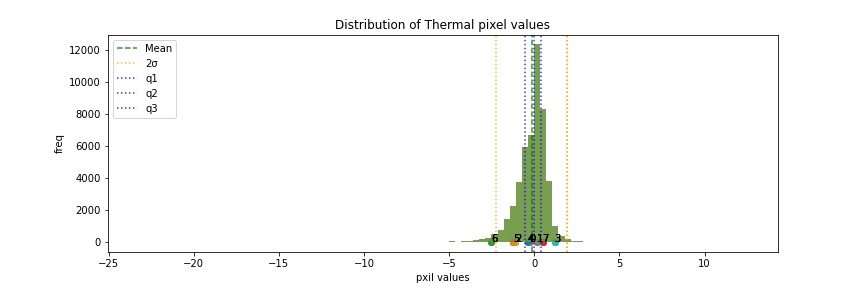 Distribution of Thermal pixel values
Mean
2σ
q1
q2
q3
freq
12000
10000
8000
6000
4000
2000
0
6
3
−25 −20 −15 −10 −5 0 5 10
pxil values